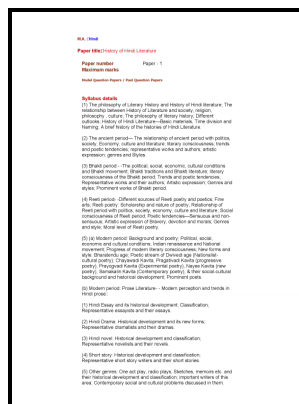 M.A. : Hindi
Paper title: History of Hindi Literature
Paper number Paper : 1
Maximum marks
Model Question Papers / Past Question Papers
Syllabus details
(1) The philosophy of Literary History and History of Hindi literature: The
relationship between History of Literature and society, religion,
philosophy , culture; The philosophy of literary history; Different
outlooks; History of Hindi Literature---Basic materials, Time division and
Naming; A brief history of the histories of Hindi Literature.
(2) The ancient period--- The relationship of ancient period with politics,
society, Economy, culture and literature; literary consciousness, trends
and poetic tendencies; representative works and authors; artistic
expression; genres and Styles
(3) Bhakti period - -The political, social, economic, cultural conditions
and Bhakti movement; Bhakti traditions and Bhakti literature, literary
consciousness of the Bhakti period; Trends and poetic tendencies;
Representative works and their authors; Artistic expression; Genres and
styles; Prominent works of Bhakti period.
(4) Reeti period--Different sources of Reeti poetry and poetics; Fine
arts, Reeti poetry; Scholarship and nature of poetry; Relationship of
Reeti period with politics, society, economy, culture and literature; Social
consciousness of Reeti period; Poetic tendencies---Sensuous and non-
sensuous; Artistic expression of Slavery, devotion and morals; Genres
and style; Moral level of Reeti poetry
(5) (a) Modern period: Background and poetry; Political, social,
economic and cultural conditions; Indian renaissance and national
movement; Progress of modern literary consciousness; New forms and
style. Bharatendu age; Poetic stream of Dwivedi age (Nationalist-
cultural poetry); Chayawadi Kavita, Pragatiwadi Kavita (progressive
poetry), Prayogvadi Kavita (Experimental poetry), Nayee Kavita (new
poetry), Samakalin Kavita (Contemporary poetry); & their social-cultural
background and historical development; Prominent poets
(b) Modern period: Prose Literature- - Modern perception and trends in
Hindi prose:
(1) Hindi Essay and its historical development; Classification;
Representative essayists and their essays
(2) Hindi Drama: Historical development and its new forms;
Representative dramatists and their dramas.
(3) Hindi novel: Historical development and classification;
Representative novelists and their novels
(4) Short story: Historical development and classification;
Representative short story writers and their short stories.
(5) Other genres: One act play, radio plays, Sketches, memoirs etc. and
their historical development and classification; important writers of this
area; Contemporary social and cultural problems discussed in them.